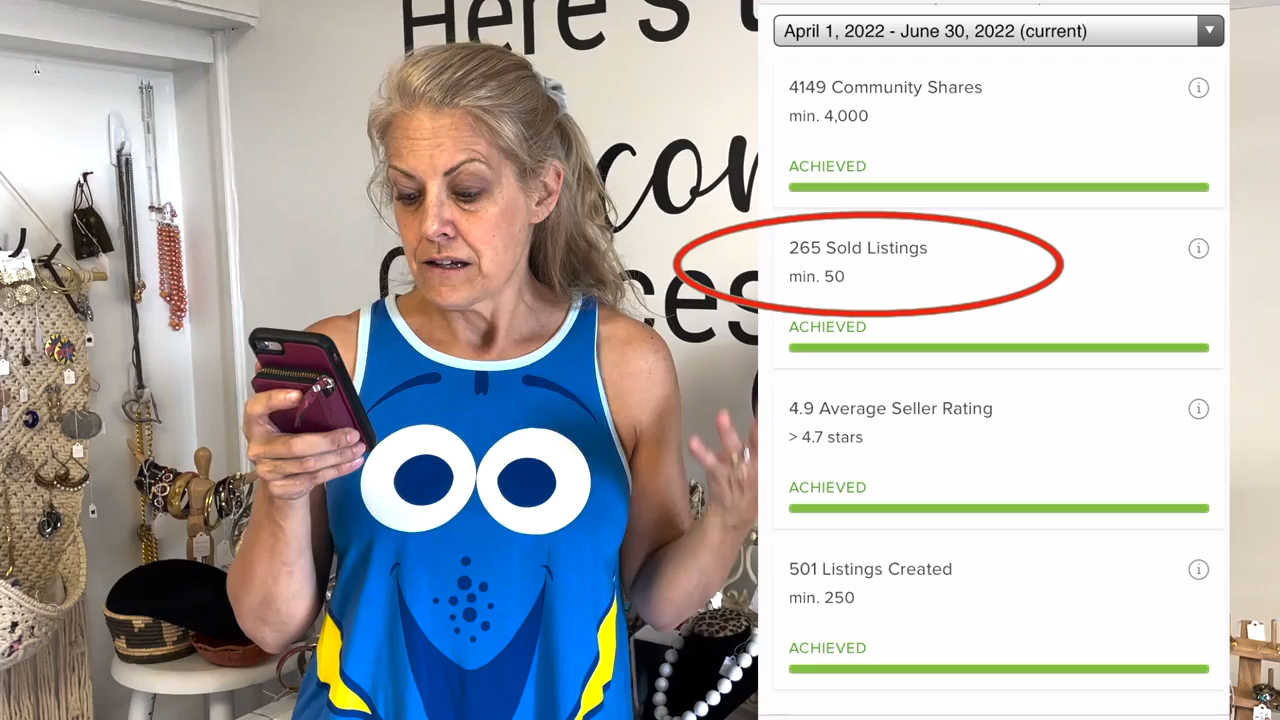 Here's t
April 1, 2022 - June 30, 2022 (current)
4149 Community Shares
min. 4,000
ACHIEVED
265 Sold Listings
min. 50
ACHIEVED
4.9 Average Seller Rating
> 4.7 stars
ACHIEVED
501 Listings Created
min. 250
ACHIEVED